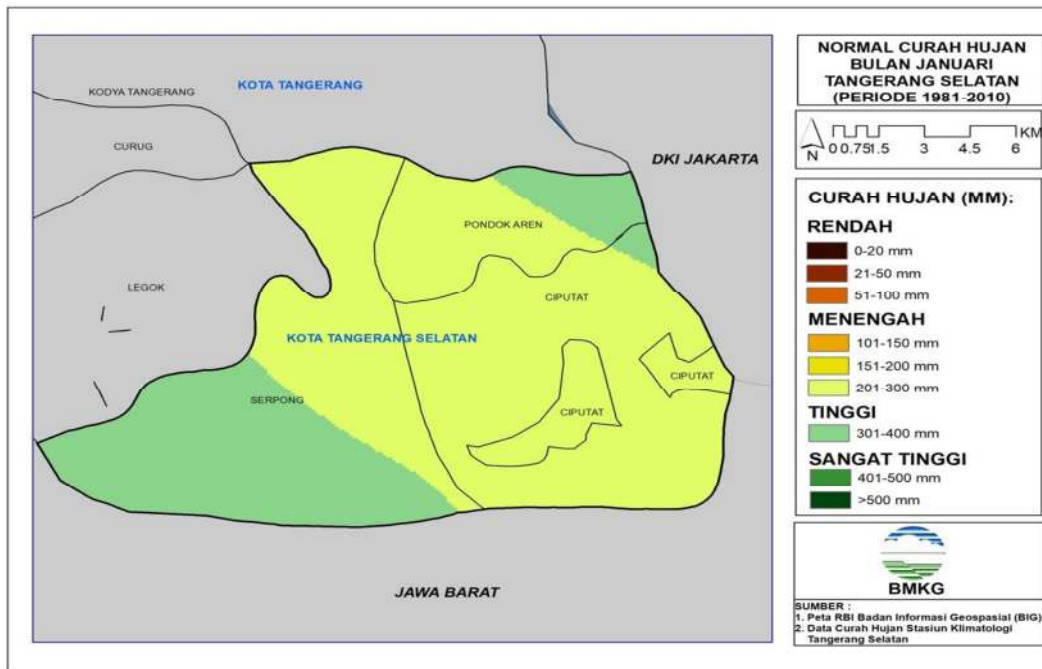 KOTA TANGERANG
KODYA TANGERANG
CURUG
DKI JAKARTA
PONDOK AREN
LEGOK
CIPUTAT
KOTA TANGERANG SELATAN
CIPUTAT
SERPONG
CIPUTAT
JAWA BARAT
NORMAL CURAH HUJAN
BULAN JANUARI
TANGERANG SELATAN
(PERIODE 1981-2010)
N
0 0.75 1.5 3 4.5 6 KM
CURAH HUJAN (MM):
RENDAH
0-20 mm
21-50 mm
51-100 mm
MENENGAH
101-150 mm
151-200 mm
201-300 mm
TINGGI
301-400 mm
SANGAT TINGGI
401-500 mm
>500 mm
BMKG
SUMBER :
1. Peta RBI Badan Informasi Geospasial (BIG)
2. Data Curah Hujan Stasiun Klimatologi
Tangerang Selatan